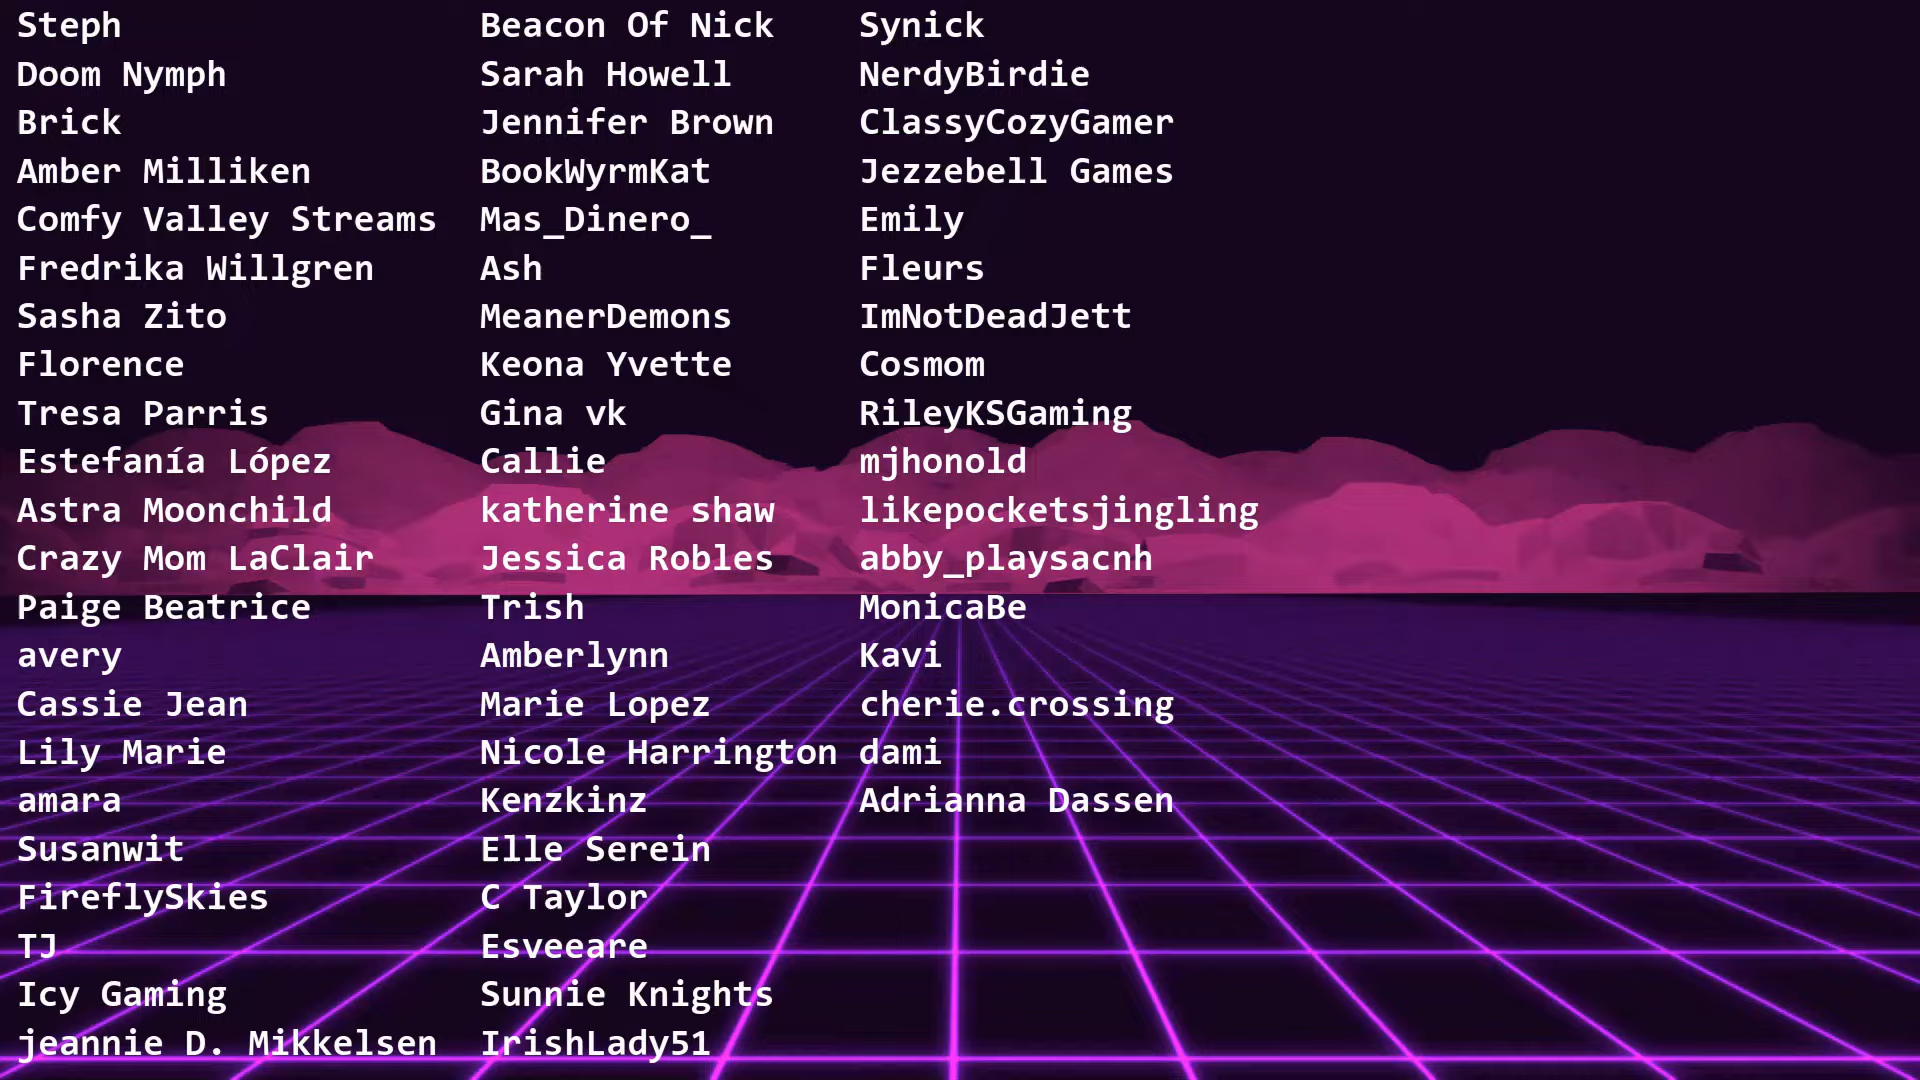 Steph
Doom Nymph
Brick
Amber Milliken
Comfy Valley Streams
Fredrika Willgren
Sasha Zito
Florence
Tresa Parris
Estefanía López
Astra Moonchild
Crazy Mom LaClair
Paige Beatrice
avery
Cassie Jean
Lily Marie
amara
Susanwit
FireflySkies
TJ
Icy Gaming
jeannie D. Mikkelsen
Beacon Of Nick
Sarah Howell
Jennifer Brown
BookWyrmKat
Mas_Dinero_
Ash
MeanerDemons
Keona Yvette
Gina vk
Callie
katherine shaw
Jessica Robles
Trish
Amberlynn
Marie Lopez
Nicole Harrington
Kenzkinz
Elle Serein
C Taylor
Esveeare
Sunnie Knights
IrishLady51
Synick
NerdyBirdie
ClassyCozyGamer
Jezzebell Games
Emily
Fleurs
ImNotDeadJett
Cosmom
RileyKSGaming
mjhonold
likepocketsjingling
abby_playsacnh
MonicaBe
Kavi
cherie.crossing
dami
Adrianna Dassen